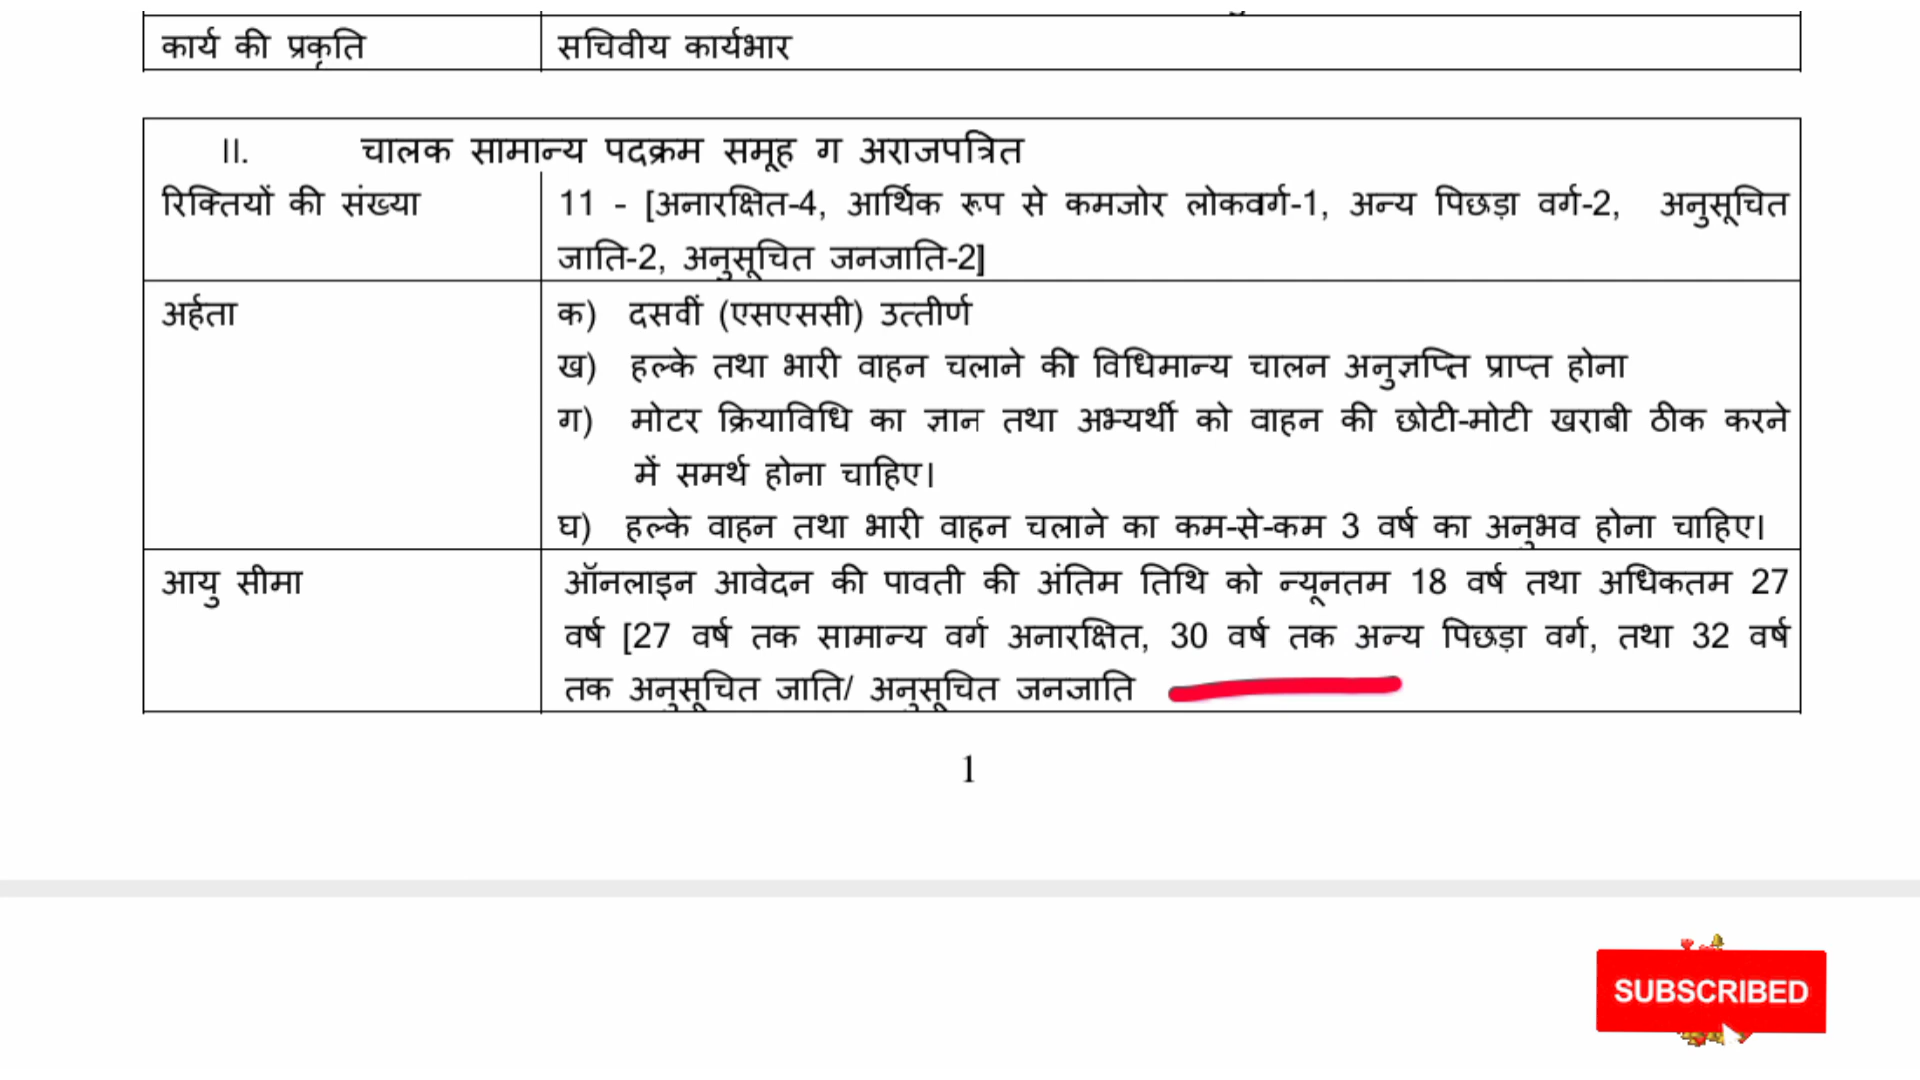 कार्य की प्रकृति सचिवीय कार्यभार
II. चालक सामान्य पदक्रम समूह ग अराजपत्रित
रिक्तियों की संख्या 11 - [अनारक्षित-4, आर्थिक रूप से कमजोर लोकवर्ग-1, अन्य पिछड़ा वर्ग-2, अनुसूचित
जाति-2, अनुसूचित जनजाति-2]
अर्हता क) दसवीं (एसएससी) उत्तीर्ण
ख) हल्के तथा भारी वाहन चलाने की विधिमान्य चालन अनुज्ञप्ति प्राप्त होना
ग) मोटर क्रियाविधि का ज्ञान तथा अभ्यर्थी को वाहन की छोटी-मोटी खराबी ठीक करने
में समर्थ होना चाहिए।
घ) हल्के वाहन तथा भारी वाहन चलाने का कम-से-कम 3 वर्ष का अनुभव होना चाहिए।
आयु सीमा ऑनलाइन आवेदन की पावती की अंतिम तिथि को न्यूनतम 18 वर्ष तथा अधिकतम 27
वर्ष [27 वर्ष तक सामान्य वर्ग अनारक्षित, 30 वर्ष तक अन्य पिछड़ा वर्ग, तथा 32 वर्ष
तक अनुसूचित जाति/ अनुसूचित जनजाति
1
SUBSCRIBED